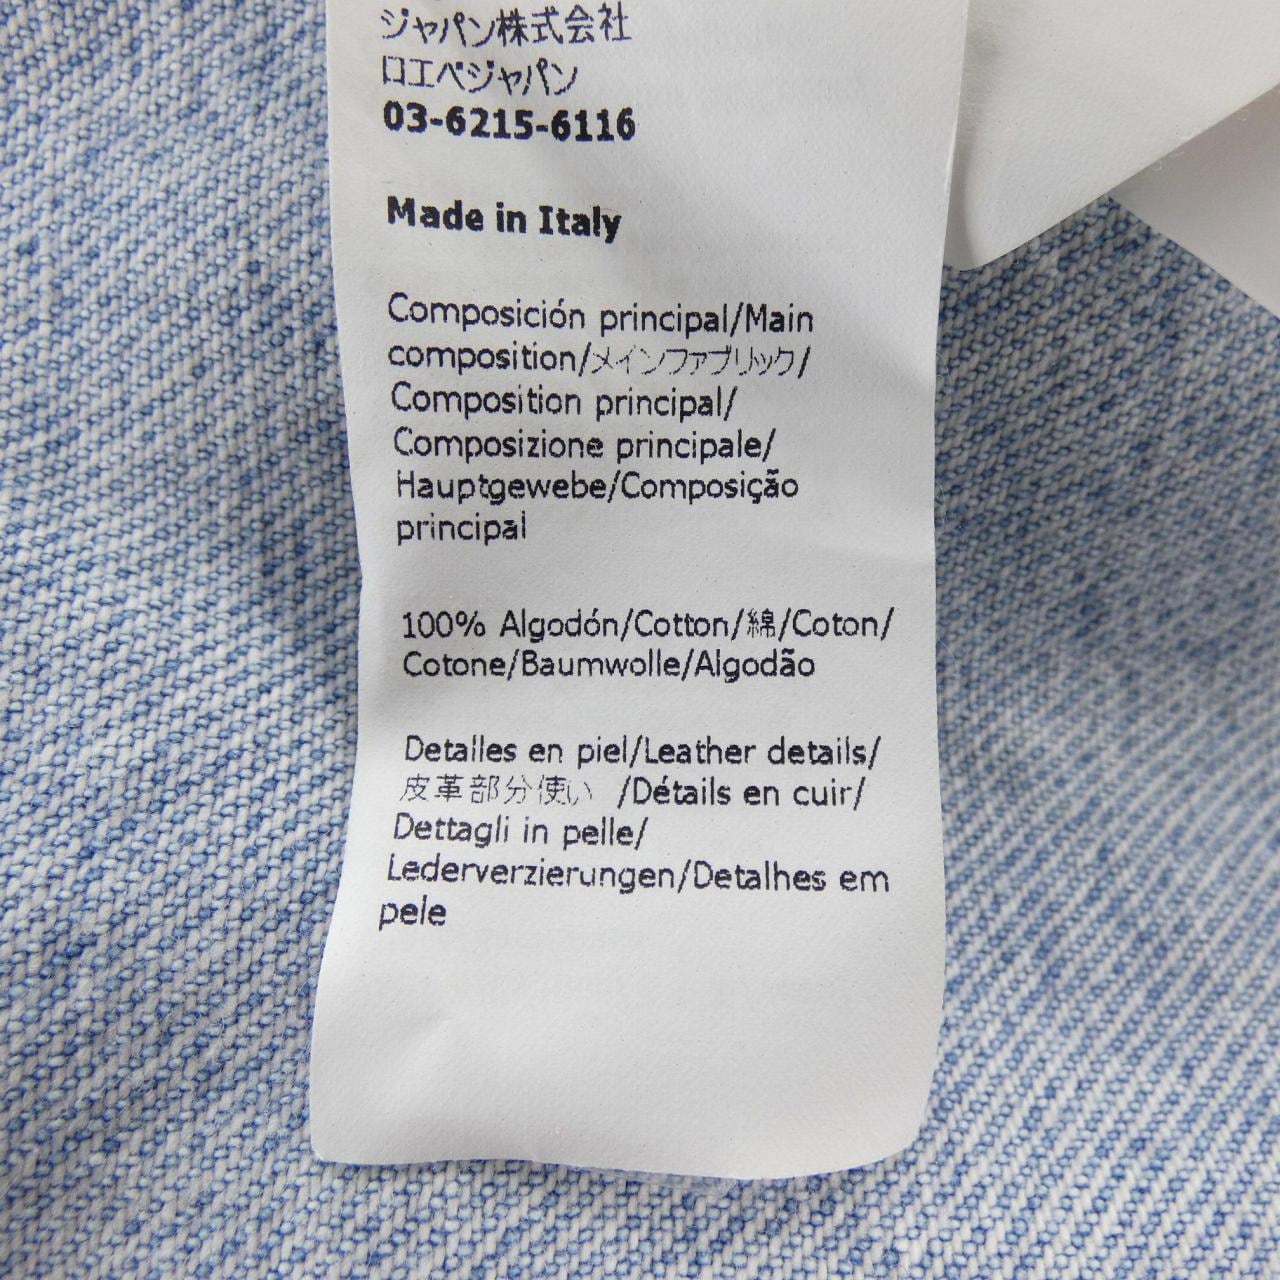 ジャパン株式会社
ロエベジャパン
03-6215-6116
Made in Italy
Composición principal/Main
composition/メインファブリック/
Composition principal/
Composizione principale/
Hauptgewebe/Composição
principal
100% Algodón/Cotton/綿/Coton/
Cotone/Baumwolle/Algodão
Detalles en piel/Leather details/
皮革部分使い /Détails en cuir/
Dettagli in pelle/
Lederverzierungen/Detalhes em
pele